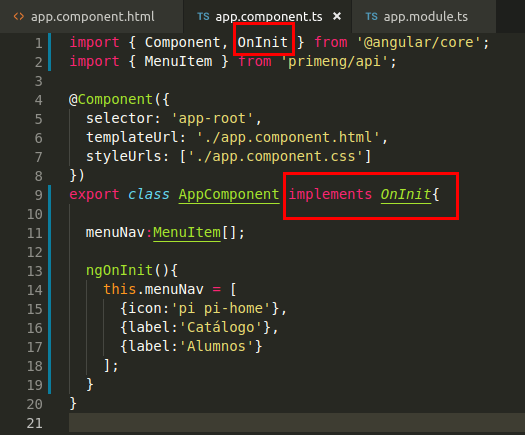 <> app.component.html TS app.component.ts × TS app.module.ts
1 import { Component, OnInit } from '@angular/core';
2 import { MenuItem } from 'primeng/api';
3
4 @Component({
5   selector: 'app-root',
6   templateUrl: './app.component.html',
7   styleUrls: ['./app.component.css']
8 })
9 export class AppComponent implements OnInit{
10
11   menuNav:MenuItem[];
12
13   ngOnInit(){
14     this.menuNav = [
15       {icon:'pi pi-home'},
16       {label:'Catálogo'},
17       {label:'Alumnos'}
18     ];
19   }
20 }
21